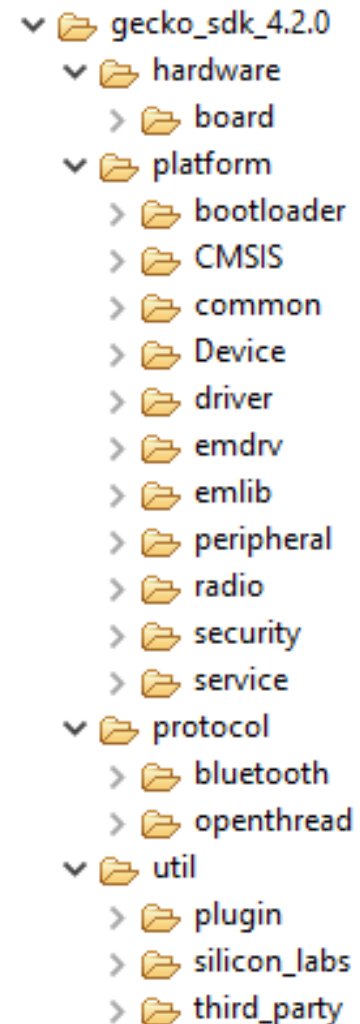 gecko_sdk_4.2.0
hardware
board
platform
bootloader
CMSIS
common
Device
driver
emdrv
emlib
peripheral
radio
security
service
protocol
bluetooth
openthread
util
plugin
silicon_labs
third_party